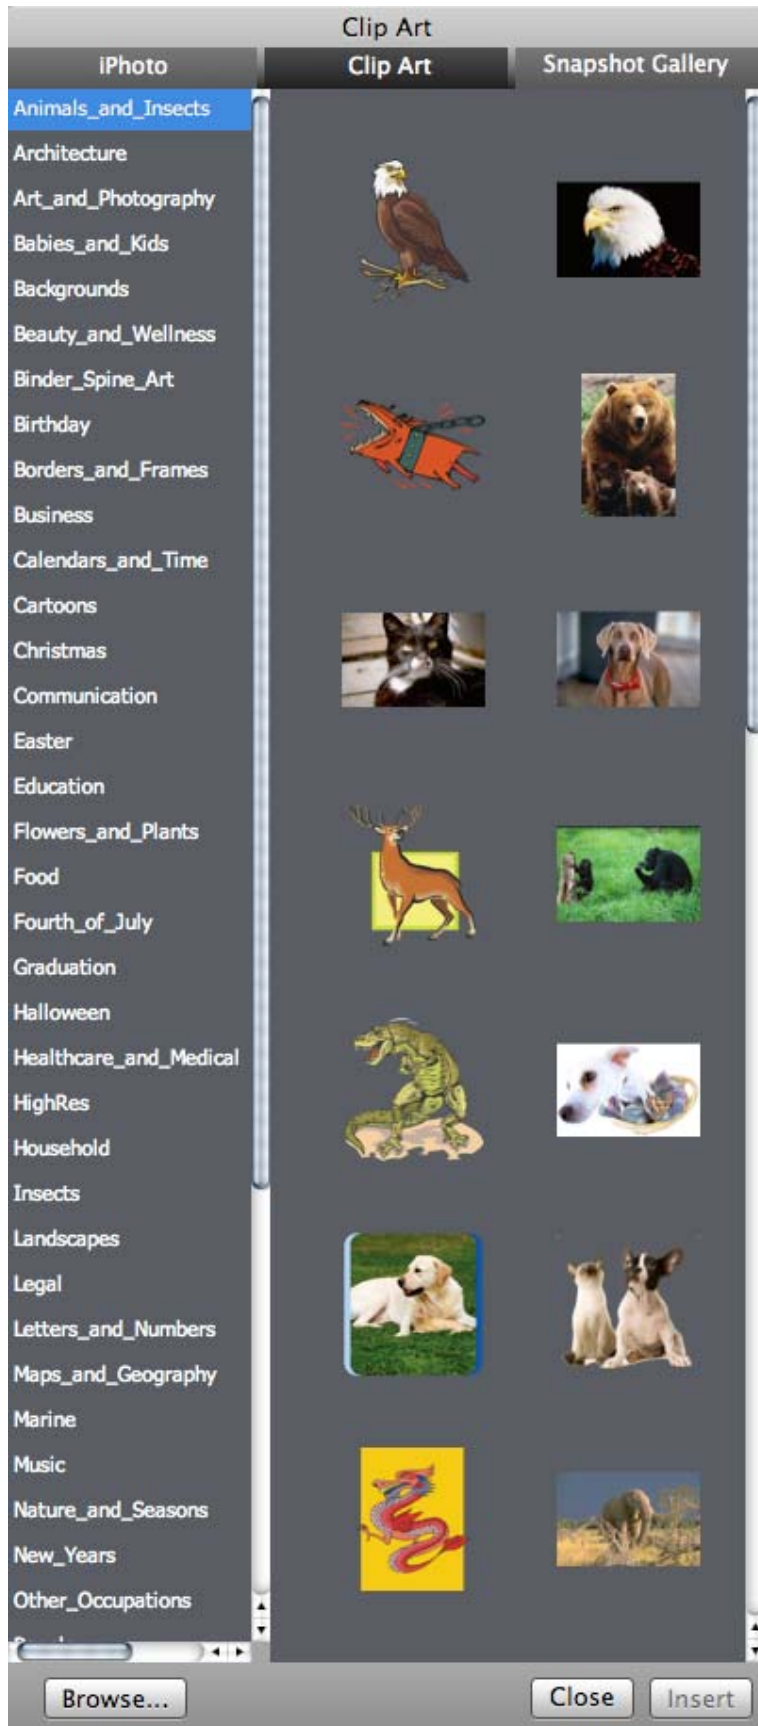 Clip Art
iPhoto
Clip Art
Snapshot Gallery
Animals_and_Insects
Architecture
Art_and_Photography
Babies_and_Kids
Backgrounds
Beauty_and_Wellness
Binder_Spine_Art
Birthday
Borders_and_Frames
Business
Calendars_and_Time
Cartoons
Christmas
Communication
Easter
Education
Flowers_and_Plants
Food
Fourth_of_July
Graduation
Halloween
Healthcare_and_Medical
HighRes
Household
Insects
Landscapes
Legal
Letters_and_Numbers
Maps_and_Geography
Marine
Music
Nature_and_Seasons
New_Years
Other_Occupations
Browse...
Close
Insert